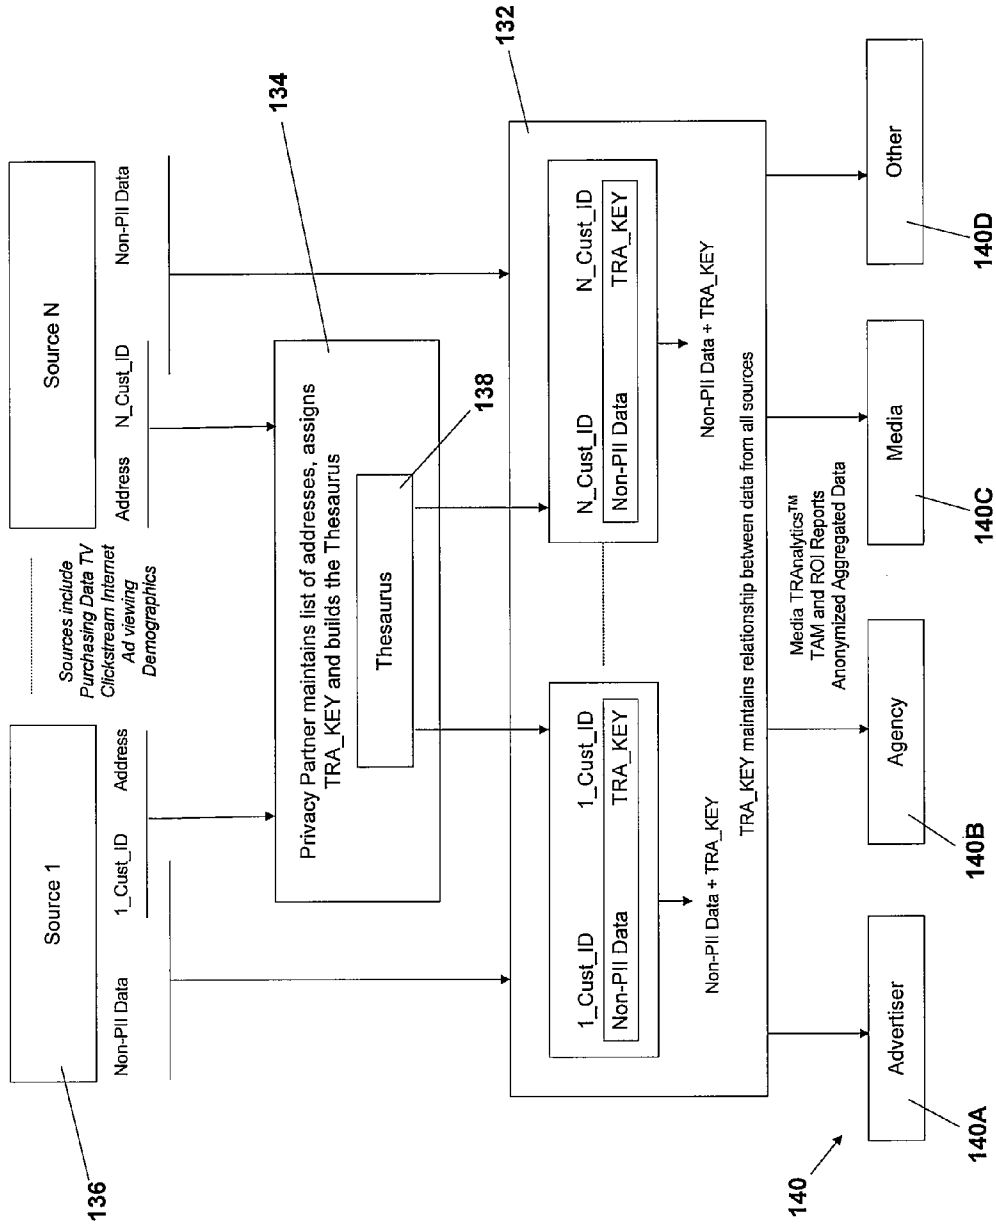 136
Source 1
Non-PII Data
1_Cust_ID
Address
Sources include
Purchasing Data TV
Clickstream Internet
Ad viewing
Demographics
Source N
Address
N_Cust_ID
Non-PII Data
134
Privacy Partner maintains list of addresses, assigns
TRA_KEY and builds the Thesaurus
Thesaurus
138
132
1_Cust_ID
1_Cust_ID
Non-PII Data
TRA_KEY
Non-PII Data + TRA_KEY
N_Cust_ID
N_Cust_ID
Non-PII Data
TRA_KEY
Non-PII Data + TRA_KEY
TRA_KEY maintains relationship between data from all sources
Media TRAnalytics™
TAM and ROI Reports
Anonymized Aggregated Data
140
Advertiser
140A
Agency
140B
Media
140C
Other
140D